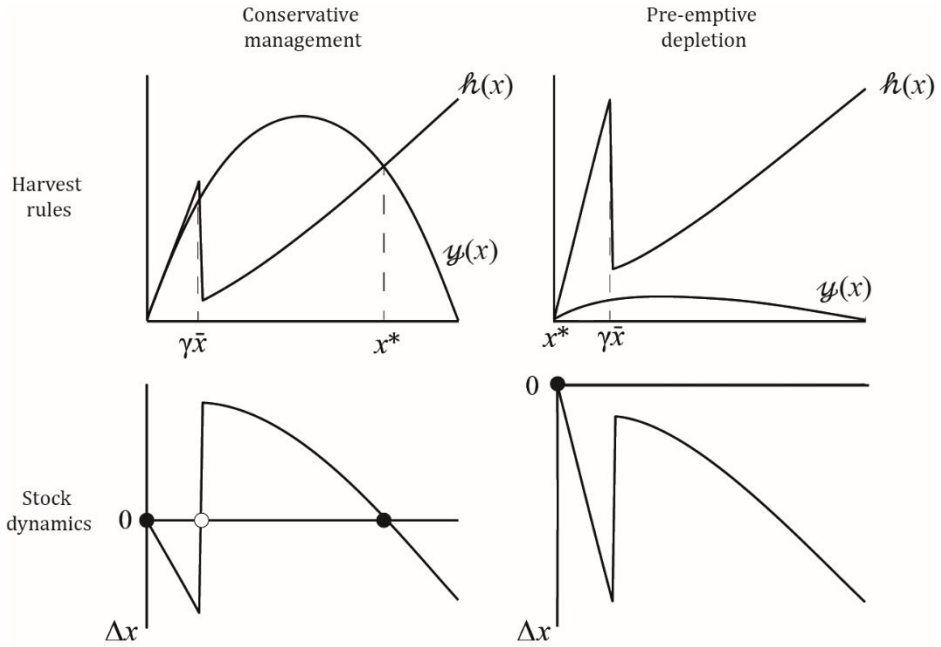 Conservative
management
Pre-emptive
depletion
Harvest
rules
ℎ(x)
𝓎(x)
γx̄
x*
ℎ(x)
𝓎(x)
x*
γx̄
Stock
dynamics
0
Δx
0
Δx